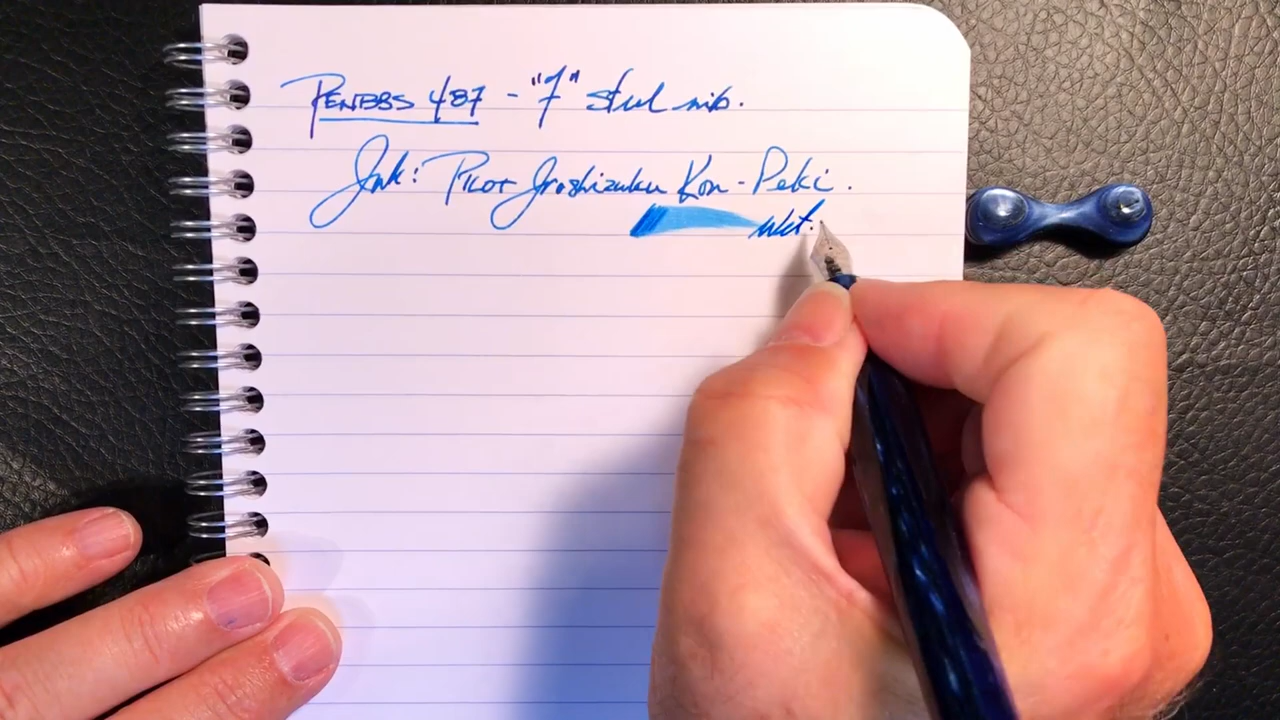 PENBBS 487 - "F" steel nib.
Ink: Pilot Iroshizuku Kon-Peki.
Wet.